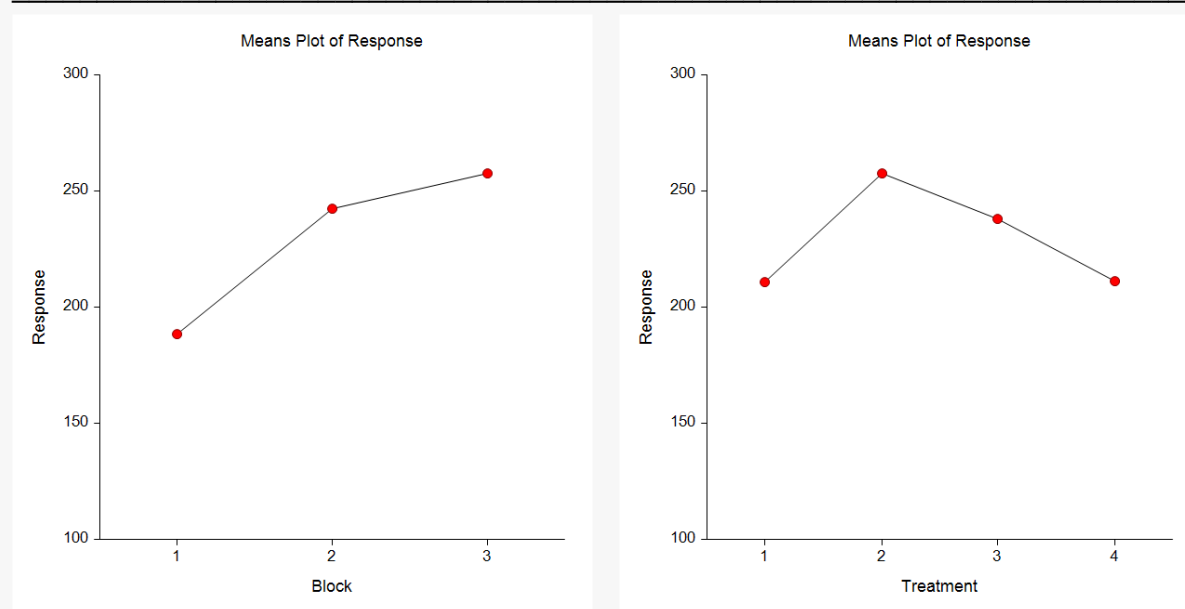 Means Plot of Response
300
250
200
150
100
Response
1 2 3
Block
Means Plot of Response
300
250
200
150
100
Response
1 2 3 4
Treatment